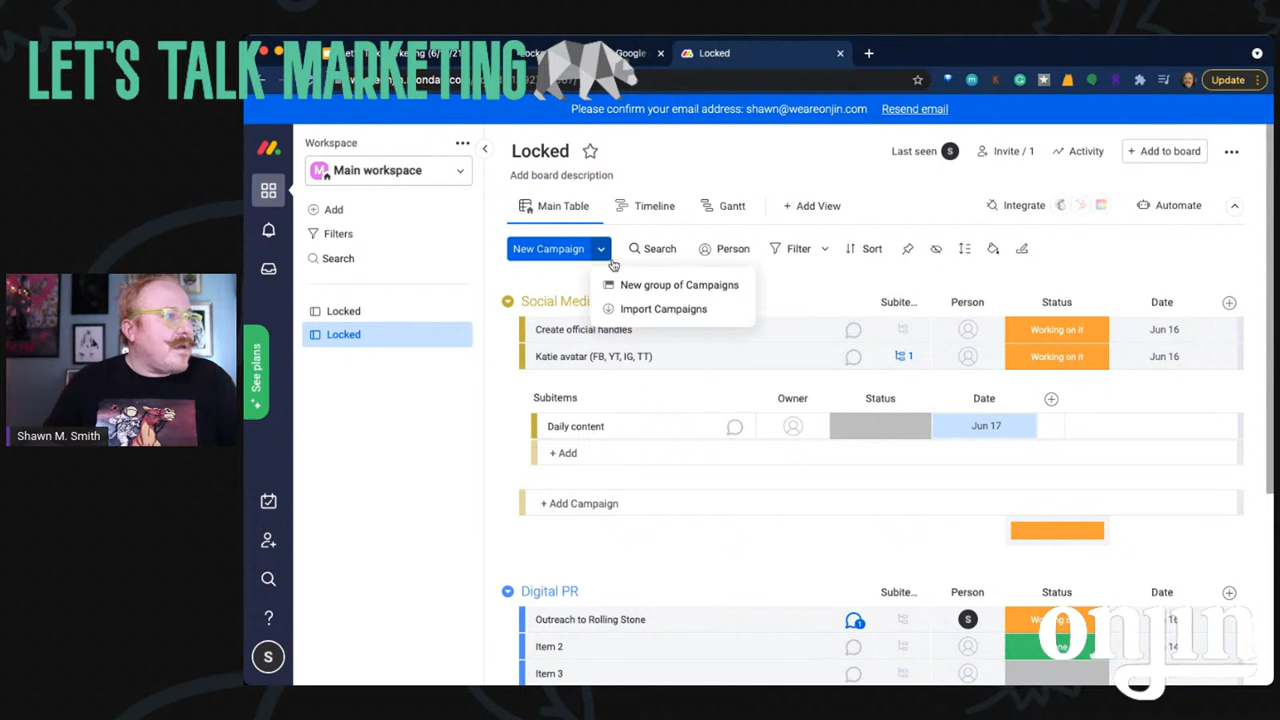 LET'S TALK MARKETING
Google
Locked
Update
Please confirm your email address: shawn@weareonjin.com Resend email
Workspace
M Main workspace
Add
Filters
Search
Locked
Locked
See plans
S
Locked
Add board description
Last seen S Invite / 1 Activity + Add to board
Main Table Timeline Gantt + Add View
Integrate Automate
New Campaign Search Person Filter Sort
New group of Campaigns
Import Campaigns
Subite... Person Status Date
Create official handles Working on it Jun 16
Katie avatar (FB, YT, IG, TT) 1 Working on it Jun 16
Subitems Owner Status Date
Daily content Jun 17
+ Add
+ Add Campaign
Digital PR Subite... Person Status Date
Outreach to Rolling Stone 1 S
Item 2
Item 3
Shawn M. Smith
onjin